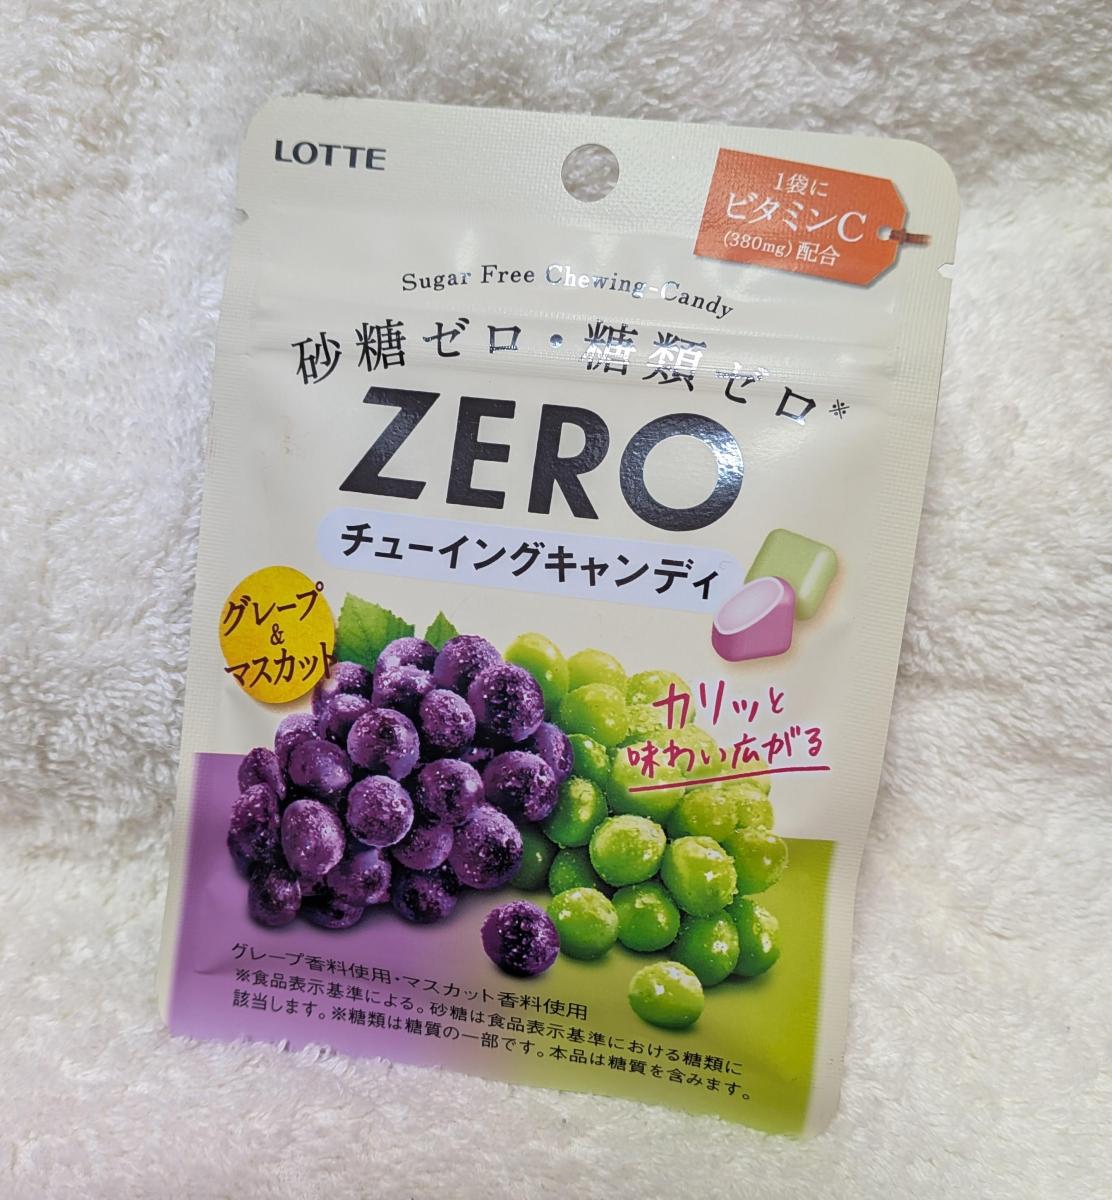 LOTTE
1袋に
ビタミンC
(380mg)配合
Sugar Free Chewing-Candy
砂糖ゼロ・糖類ゼロ※
ZERO
チューイングキャンディ
グレープ
&
マスカット
カリッと
味わい広がる
グレープ香料使用・マスカット香料使用
※食品表示基準による。砂糖は食品表示基準における糖類に
該当します。※糖類は糖質の一部です。本品は糖質を含みます。